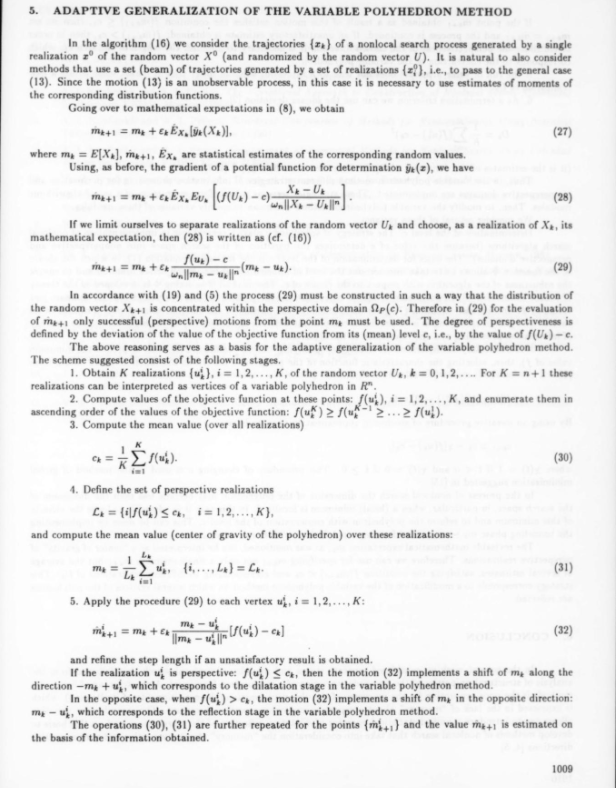 5. ADAPTIVE GENERALIZATION OF THE VARIABLE POLYHEDRON METHOD
In the algorithm (16) we consider the trajectories {x_k} of a nonlocal search process generated by a single
realization x⁰ of the random vector X⁰ (and randomized by the random vector U). It is natural to also consider
methods that use a set (beam) of trajectories generated by a set of realizations {x_i⁰}, i.e., to pass to the general case
(13). Since the motion (13) is an unobservable process, in this case it is necessary to use estimates of moments of
the corresponding distribution functions.
Going over to mathematical expectations in (8), we obtain
ṁ_{k+1} = m_k + ε_k Ė_{X_k}[ẏ_k(X_k)], (27)
where m_k = E[X_k], ṁ_{k+1}, Ė_{X_k} are statistical estimates of the corresponding random values.
Using, as before, the gradient of a potential function for determination ẏ_k(x), we have
ṁ_{k+1} = m_k + ε_k Ė_{X_k} E_{U_k} [(f(U_k) − c) (X_k − U_k)/(ω_n‖X_k − U_k‖ⁿ)]. (28)
If we limit ourselves to separate realizations of the random vector U_k and choose, as a realization of X_k, its
mathematical expectation, then (28) is written as (cf. (16))
ṁ_{k+1} = m_k + ε_k (f(u_k) − c)/(ω_n‖m_k − u_k‖ⁿ) (m_k − u_k). (29)
In accordance with (19) and (5) the process (29) must be constructed in such a way that the distribution of
the random vector X_{k+1} is concentrated within the perspective domain Ω_P(c). Therefore in (29) for the evaluation
of ṁ_{k+1} only successful (perspective) motions from the point m_k must be used. The degree of perspectiveness is
defined by the deviation of the value of the objective function from its (mean) level c, i.e., by the value of f(U_k) − c.
The above reasoning serves as a basis for the adaptive generalization of the variable polyhedron method.
The scheme suggested consist of the following stages.
1. Obtain K realizations {u_k^i}, i = 1, 2, ..., K, of the random vector U_k, k = 0, 1, 2, .... For K = n + 1 these
realizations can be interpreted as vertices of a variable polyhedron in Rⁿ.
2. Compute values of the objective function at these points: f(u_k^i), i = 1, 2, ..., K, and enumerate them in
ascending order of the values of the objective function: f(u_k^K) ≥ f(u_k^{K−1} ≥ ... ≥ f(u_k^1).
3. Compute the mean value (over all realizations)
c_k = 1/K Σ_{i=1}^{K} f(u_k^i). (30)
4. Define the set of perspective realizations
ℒ_k = {i|f(u_k^i) ≤ c_k, i = 1, 2, ..., K},
and compute the mean value (center of gravity of the polyhedron) over these realizations:
m_k = 1/L_k Σ_{i=1}^{L_k} u_k^i, {i, ..., L_k} = ℒ_k. (31)
5. Apply the procedure (29) to each vertex u_k^i, i = 1, 2, ..., K:
ṁ_{k+1}^i = m_k + ε_k (m_k − u_k^i)/‖m_k − u_k^i‖ⁿ [f(u_k^i) − c_k] (32)
and refine the step length if an unsatisfactory result is obtained.
If the realization u_k^i is perspective: f(u_k^i) ≤ c_k, then the motion (32) implements a shift of m_k along the
direction −m_k + u_k^i, which corresponds to the dilatation stage in the variable polyhedron method.
In the opposite case, when f(u_k^i) > c_k, the motion (32) implements a shift of m_k in the opposite direction:
m_k − u_k^i, which corresponds to the reflection stage in the variable polyhedron method.
The operations (30), (31) are further repeated for the points {ṁ_{k+1}^i} and the value ṁ_{k+1} is estimated on
the basis of the information obtained.
1009